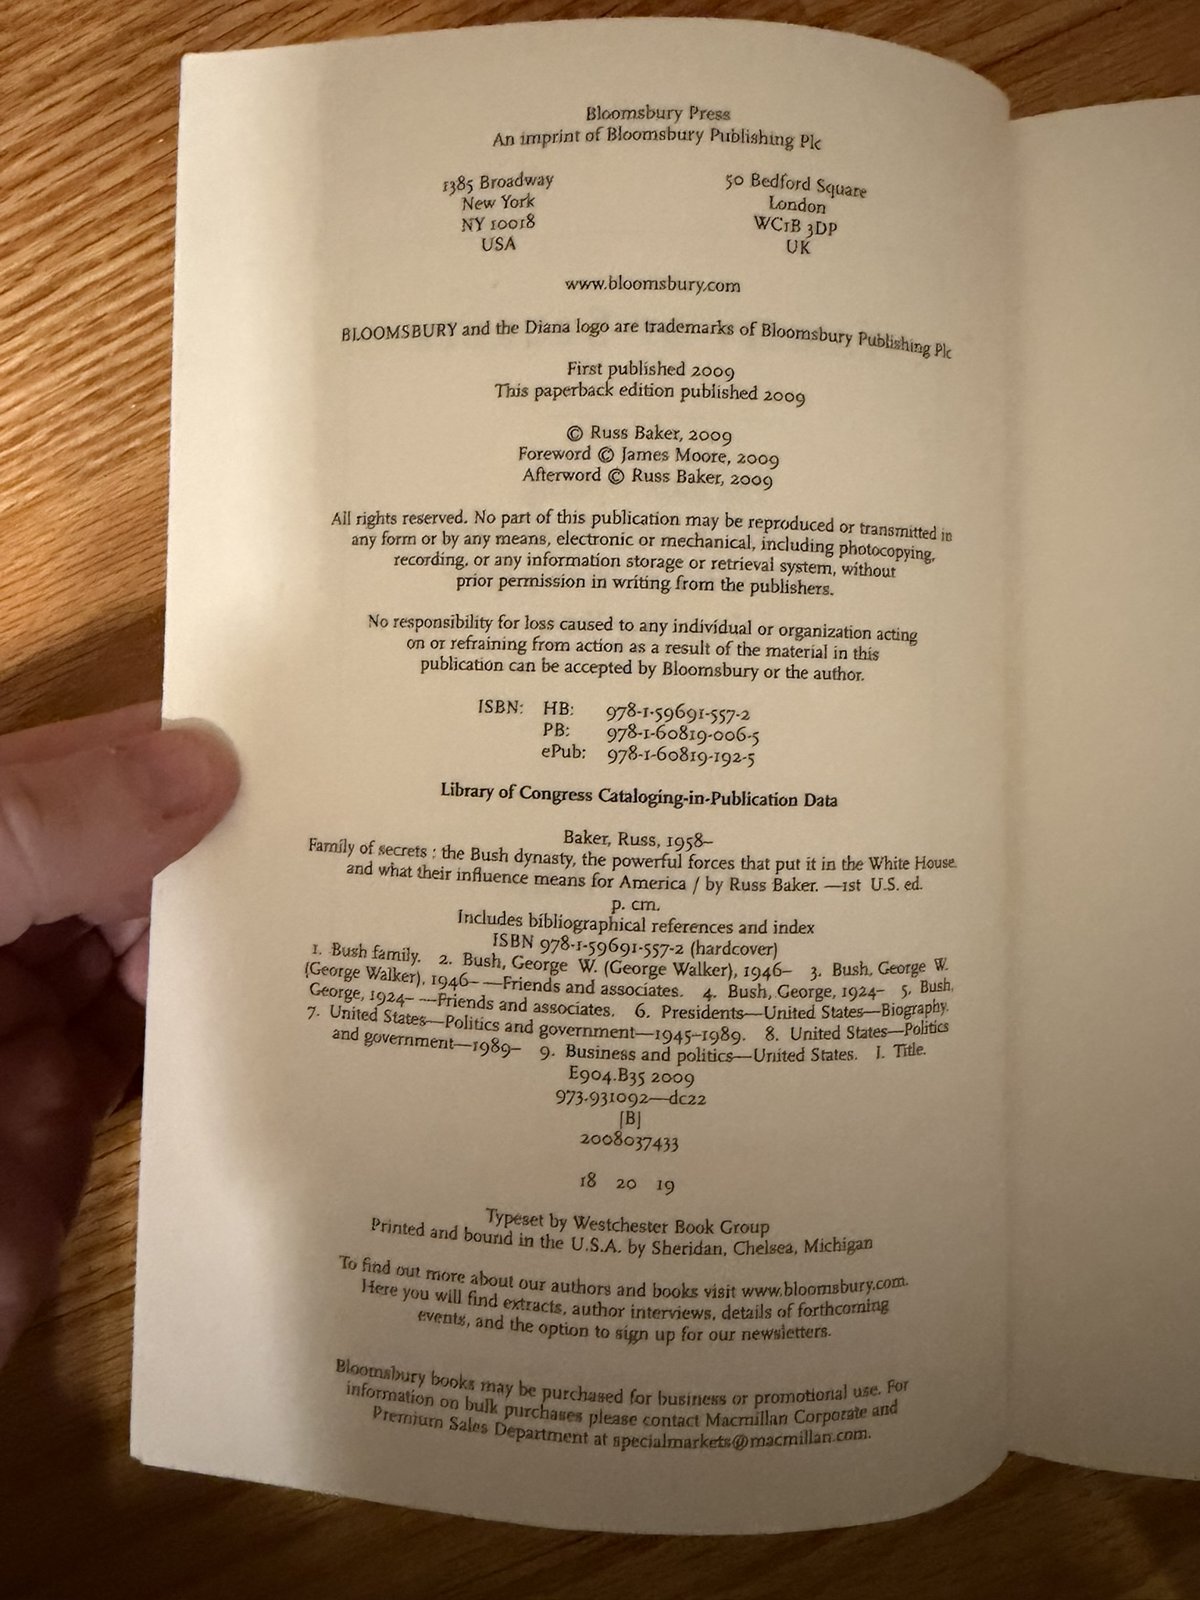 Bloomsbury Press
An imprint of Bloomsbury Publishing Plc
1385 Broadway
New York
NY 10018
USA
50 Bedford Square
London
WC1B 3DP
UK
www.bloomsbury.com
BLOOMSBURY and the Diana logo are trademarks of Bloomsbury Publishing Plc
First published 2009
This paperback edition published 2009
© Russ Baker, 2009
Foreword © James Moore, 2009
Afterword © Russ Baker, 2009
All rights reserved. No part of this publication may be reproduced or transmitted in
any form or by any means, electronic or mechanical, including photocopying,
recording, or any information storage or retrieval system, without
prior permission in writing from the publishers.
No responsibility for loss caused to any individual or organization acting
on or refraining from action as a result of the material in this
publication can be accepted by Bloomsbury or the author.
ISBN: HB: 978-1-59691-557-2
PB: 978-1-60819-006-5
ePub: 978-1-60819-192-5
Library of Congress Cataloging-in-Publication Data
Baker, Russ, 1958–
Family of secrets : the Bush dynasty, the powerful forces that put it in the White House,
and what their influence means for America / by Russ Baker. —1st U.S. ed.
p. cm.
Includes bibliographical references and index
ISBN 978-1-59691-557-2 (hardcover)
1. Bush family. 2. Bush, George W. (George Walker), 1946– 3. Bush, George W.
(George Walker), 1946– —Friends and associates. 4. Bush, George, 1924– 5. Bush,
George, 1924– —Friends and associates. 6. Presidents—United States—Biography.
7. United States—Politics and government—1945–1989. 8. United States—Politics
and government—1989– 9. Business and politics—United States. I. Title.
E904.B35 2009
973.931092—dc22
[B]
2008037433
18 20 19
Typeset by Westchester Book Group
Printed and bound in the U.S.A. by Sheridan, Chelsea, Michigan
To find out more about our authors and books visit www.bloomsbury.com.
Here you will find extracts, author interviews, details of forthcoming
events, and the option to sign up for our newsletters.
Bloomsbury books may be purchased for business or promotional use. For
information on bulk purchases please contact Macmillan Corporate and
Premium Sales Department at specialmarkets@macmillan.com.